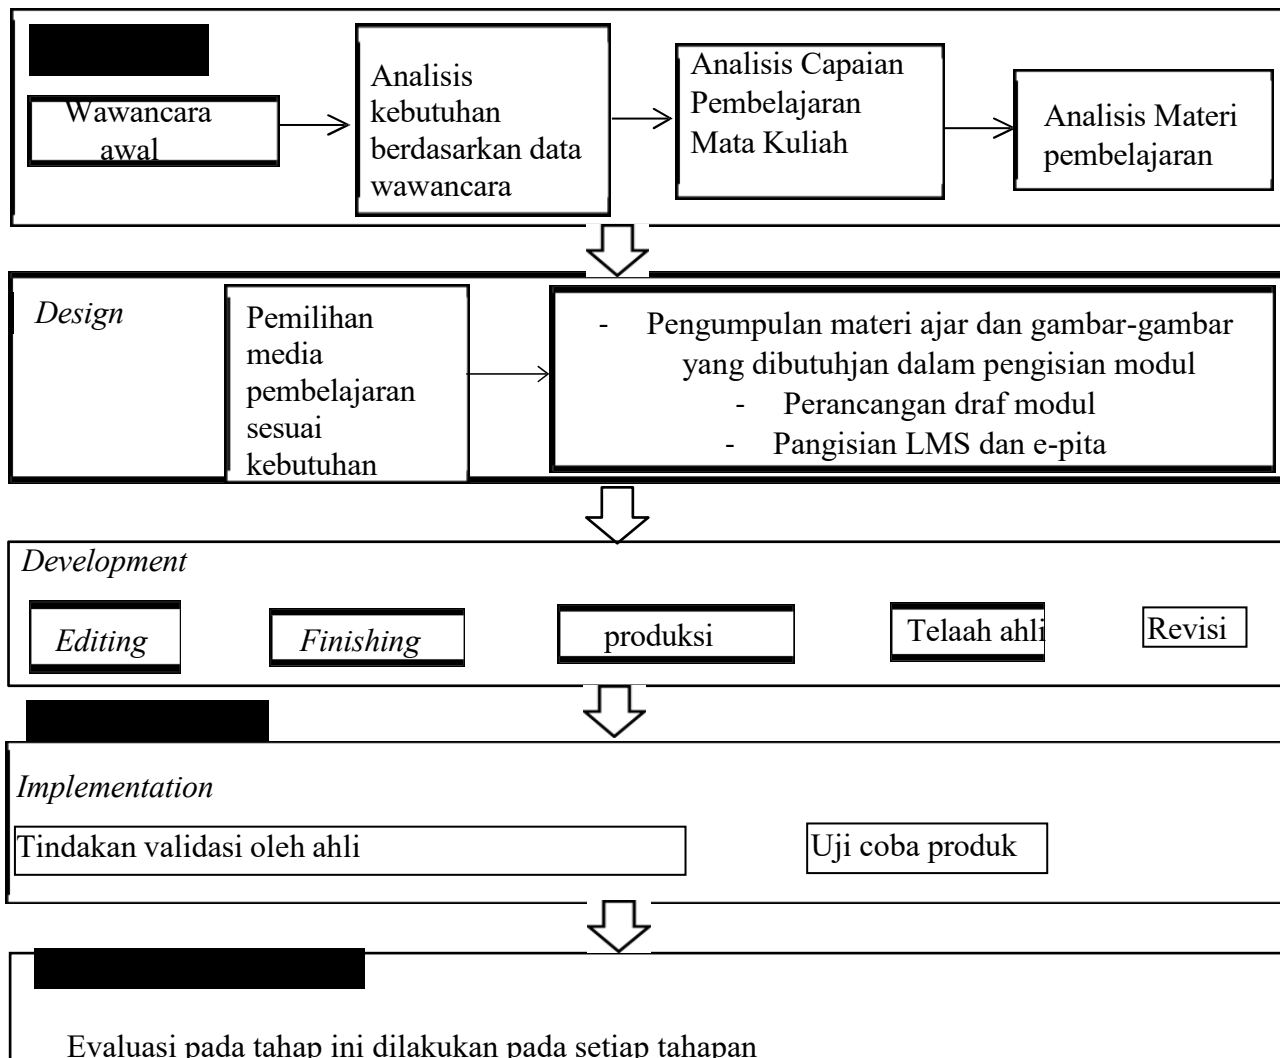 Wawancara
awal
Analisis
kebutuhan
berdasarkan data
wawancara
Analisis Capaian
Pembelajaran
Mata Kuliah
Analisis Materi
pembelajaran
Design
Pemilihan
media
pembelajaran
sesuai
kebutuhan
- Pengumpulan materi ajar dan gambar-gambar
yang dibutuhjan dalam pengisian modul
- Perancangan draf modul
- Pangisian LMS dan e-pita
Development
Editing
Finishing
produksi
Telaah ahli
Revisi
Implementation
Tindakan validasi oleh ahli
Uji coba produk
Evaluasi pada tahap ini dilakukan pada setiap tahapan